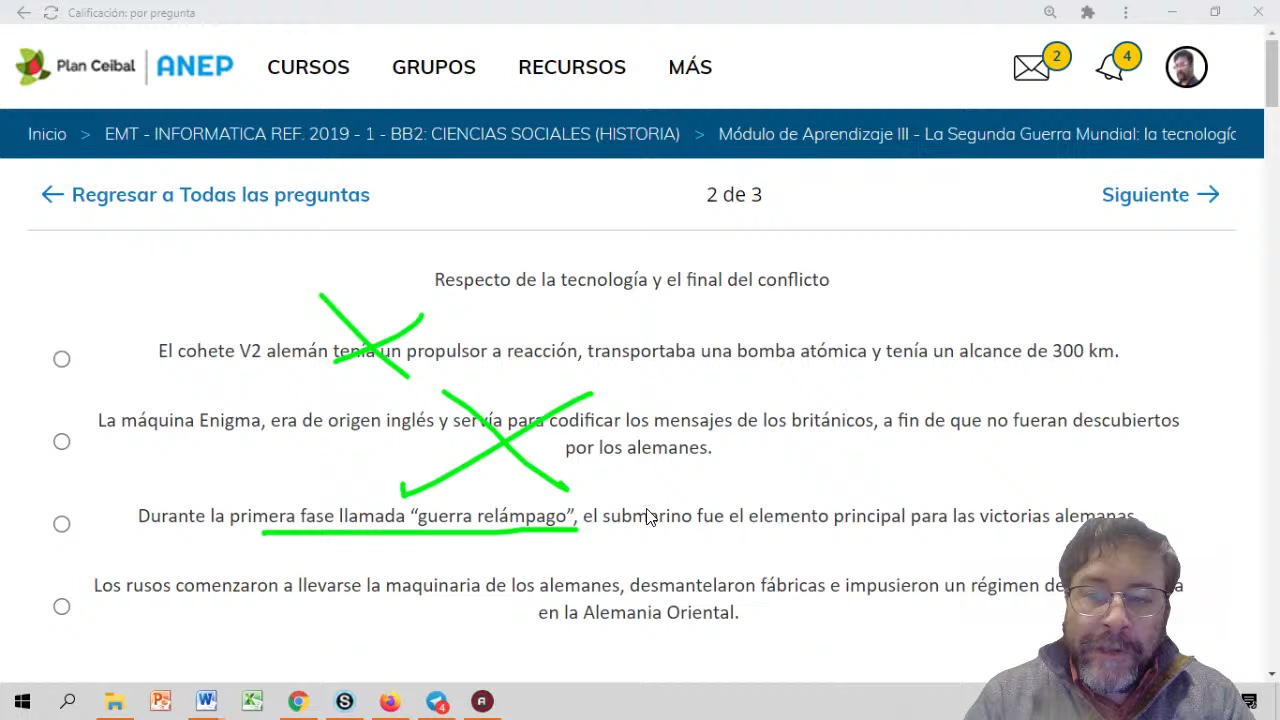 Calificación: por pregunta
Plan Ceibal ANEP CURSOS GRUPOS RECURSOS MÁS 2 4
Inicio > EMT - INFORMATICA REF. 2019 - 1 - BB2: CIENCIAS SOCIALES (HISTORIA) > Módulo de Aprendizaje III - La Segunda Guerra Mundial: la
← Regresar a Todas las preguntas 2 de 3 Siguiente →
Respecto de la tecnología y el final del conflicto
El cohete V2 alemán tenía un propulsor a reacción, transportaba una bomba atómica y tenía un alcance de 300 km.
La máquina Enigma, era de origen inglés y servía para codificar los mensajes de los británicos, a fin de que no fueran descubiertos
por los alemanes.
Durante la primera fase llamada “guerra relámpago”, el submarino fue el elemento principal para las victorias alemanas
Los rusos comenzaron a llevarse la maquinaria de los alemanes, desmantelaron fábricas e impusieron un régimen
en la Alemania Oriental.
4